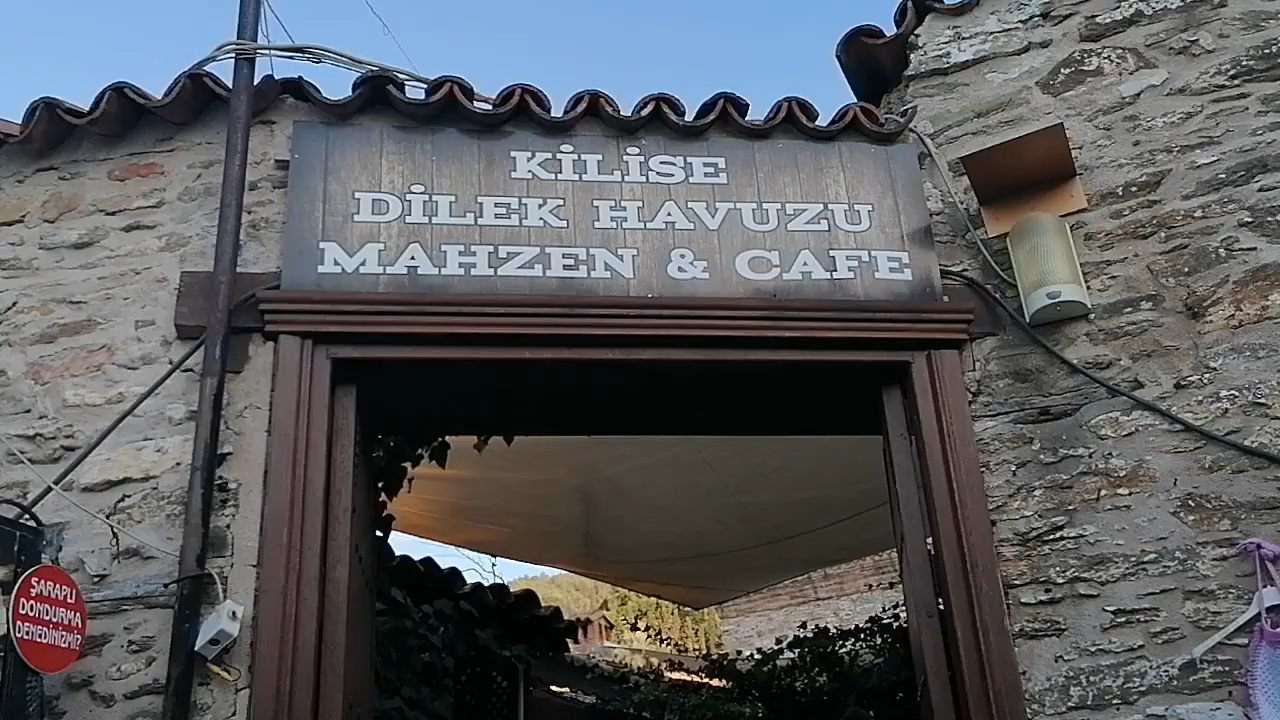 KİLİSE
DİLEK HAVUZU
MAHZEN & CAFE
ŞARAPLI
DONDURMA
DENEDİNİZMİ?